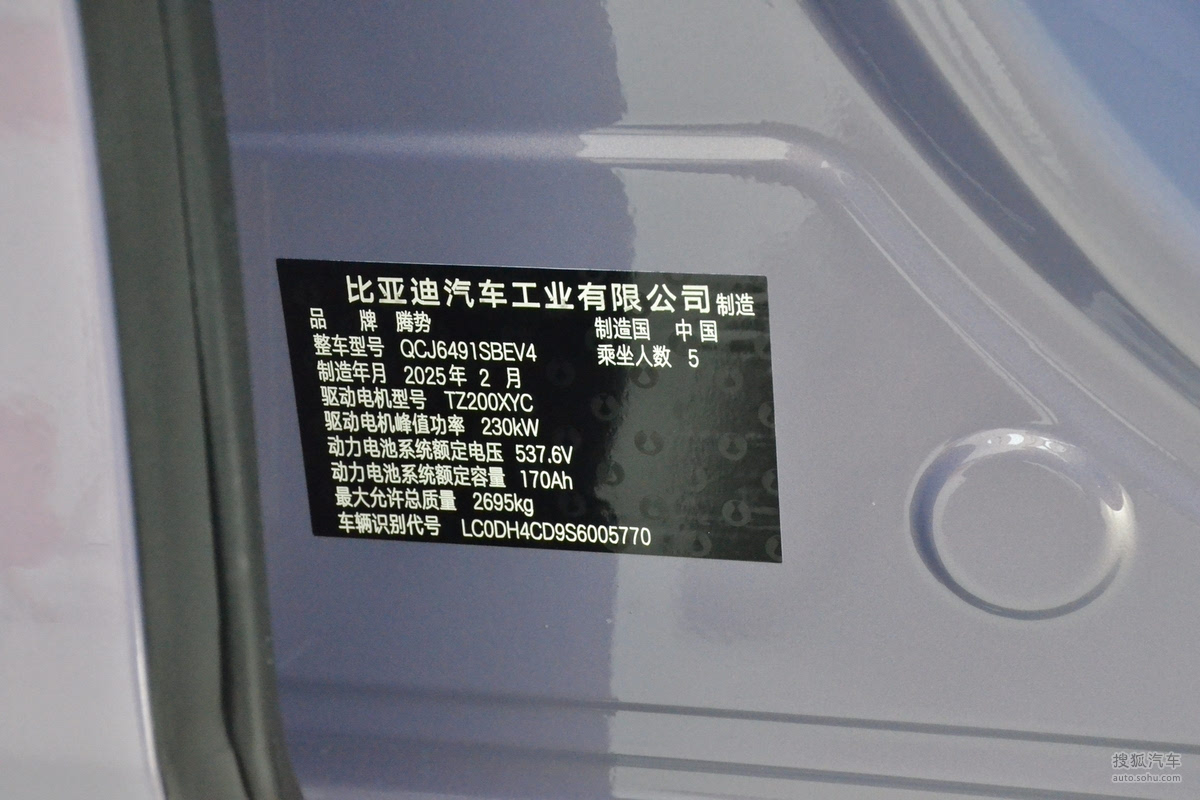 比亚迪汽车工业有限公司制造
品 牌 腾势 制造国 中国
整车型号 QCJ6491SBEV4 乘坐人数 5
制造年月 2025年 2 月
驱动电机型号 TZ200XYC
驱动电机峰值功率 230kW
动力电池系统额定电压 537.6V
动力电池系统额定容量 170Ah
最大允许总质量 2695kg
车辆识别代号 LC0DH4CD9S6005770
搜狐汽车
auto.sohu.com